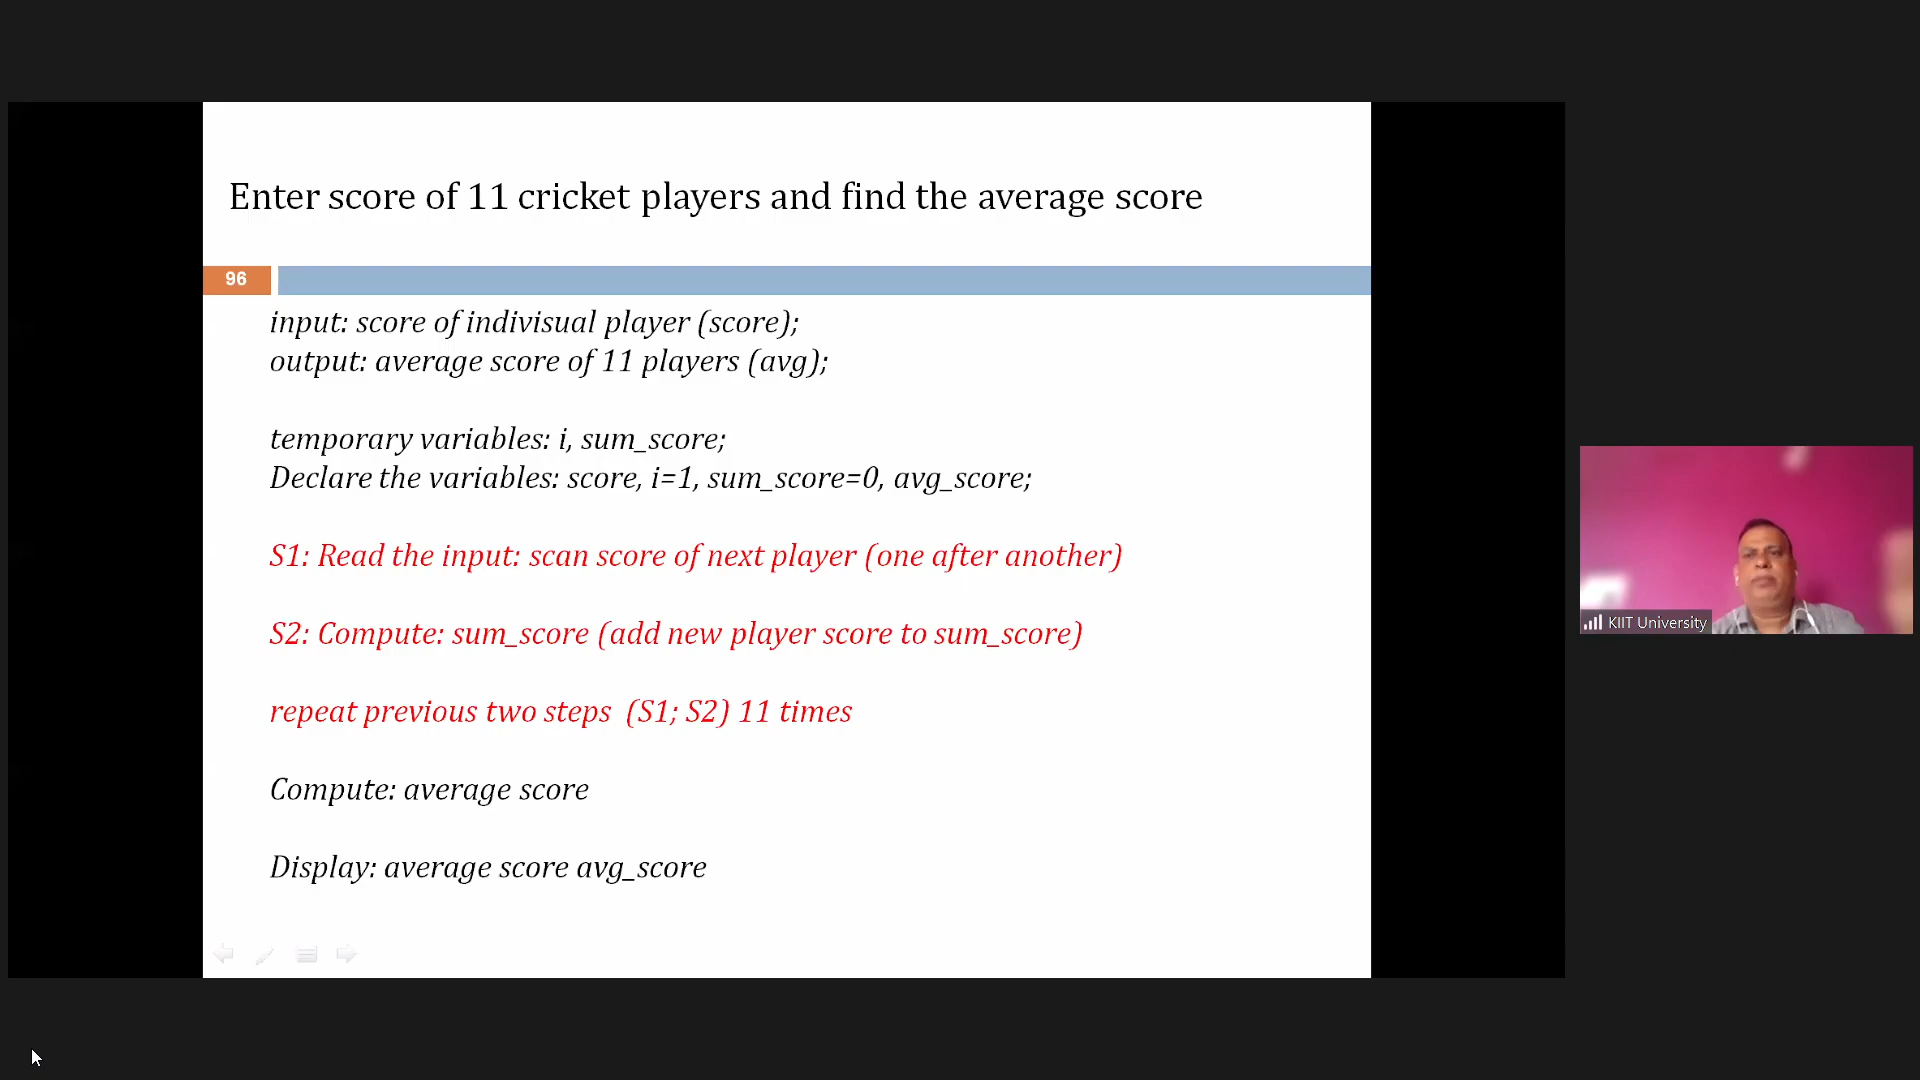 Enter score of 11 cricket players and find the average score
96
input: score of indivisual player (score);
output: average score of 11 players (avg);
temporary variables: i, sum_score;
Declare the variables: score, i=1, sum_score=0, avg_score;
S1: Read the input: scan score of next player (one after another)
S2: Compute: sum_score (add new player score to sum_score)
repeat previous two steps (S1; S2) 11 times
Compute: average score
Display: average score avg_score
KIIT University